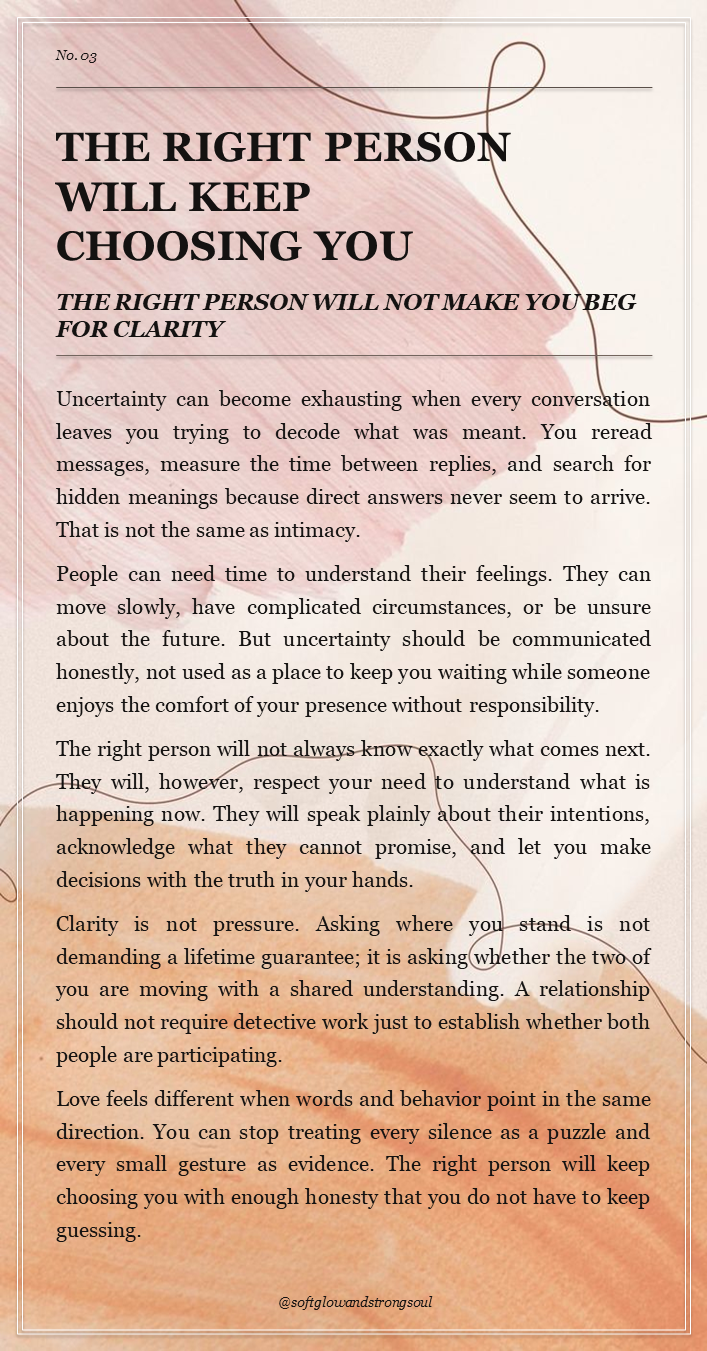 No. 03
THE RIGHT PERSON
WILL KEEP
CHOOSING YOU
THE RIGHT PERSON WILL NOT MAKE YOU BEG
FOR CLARITY
Uncertainty can become exhausting when every conversation
leaves you trying to decode what was meant. You reread
messages, measure the time between replies, and search for
hidden meanings because direct answers never seem to arrive.
That is not the same as intimacy.
People can need time to understand their feelings. They can
move slowly, have complicated circumstances, or be unsure
about the future. But uncertainty should be communicated
honestly, not used as a place to keep you waiting while someone
enjoys the comfort of your presence without responsibility.
The right person will not always know exactly what comes next.
They will, however, respect your need to understand what is
happening now. They will speak plainly about their intentions,
acknowledge what they cannot promise, and let you make
decisions with the truth in your hands.
Clarity is not pressure. Asking where you stand is not
demanding a lifetime guarantee; it is asking whether the two of
you are moving with a shared understanding. A relationship
should not require detective work just to establish whether both
people are participating.
Love feels different when words and behavior point in the same
direction. You can stop treating every silence as a puzzle and
every small gesture as evidence. The right person will keep
choosing you with enough honesty that you do not have to keep
guessing.
@softglowandstrongsoul